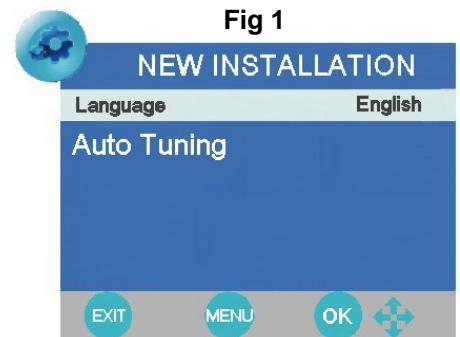 Fig 1
NEW INSTALLATION
Language English
Auto Tuning
EXIT MENU OK